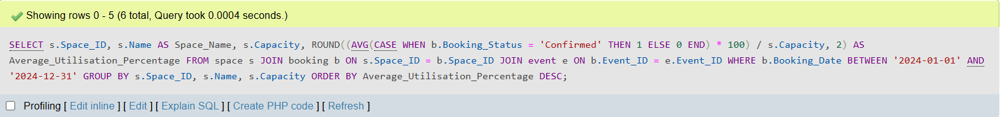 Showing rows 0 - 5 (6 total, Query took 0.0004 seconds.)
SELECT s.Space_ID, s.Name AS Space_Name, s.Capacity, ROUND((AVG(CASE WHEN b.Booking_Status = 'Confirmed' THEN 1 ELSE 0 END) * 100) / s.Capacity, 2) AS
Average_Utilisation_Percentage FROM space s JOIN booking b ON s.Space_ID = b.Space_ID JOIN event e ON b.Event_ID = e.Event_ID WHERE b.Booking_Date BETWEEN '2024-01-01' AND
'2024-12-31' GROUP BY s.Space_ID, s.Name, s.Capacity ORDER BY Average_Utilisation_Percentage DESC;
Profiling [ Edit inline ] [ Edit ] [ Explain SQL ] [ Create PHP code ] [ Refresh ]